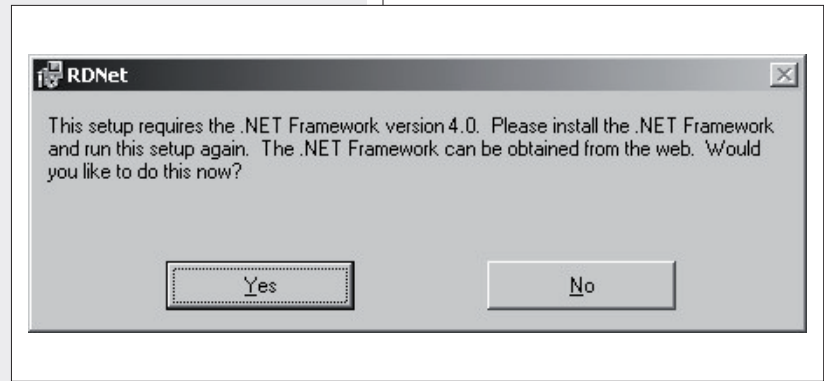 RDNet
This setup requires the .NET Framework version 4.0. Please install the .NET Framework
and run this setup again. The .NET Framework can be obtained from the web. Would
you like to do this now?
Yes
No